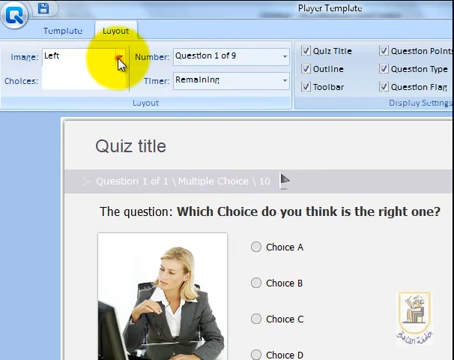 Player Template
Template Layout
Image: Left Number: Question 1 of 9 Quiz Title Question Points
Choices: Timer: Remaining Outline Question Type
Toolbar Question Flag
Layout Display Settings
Quiz title
Question 1 of 1 \ Multiple Choice \ 10
The question: Which Choice do you think is the right one?
Choice A
Choice B
Choice C
Choice D